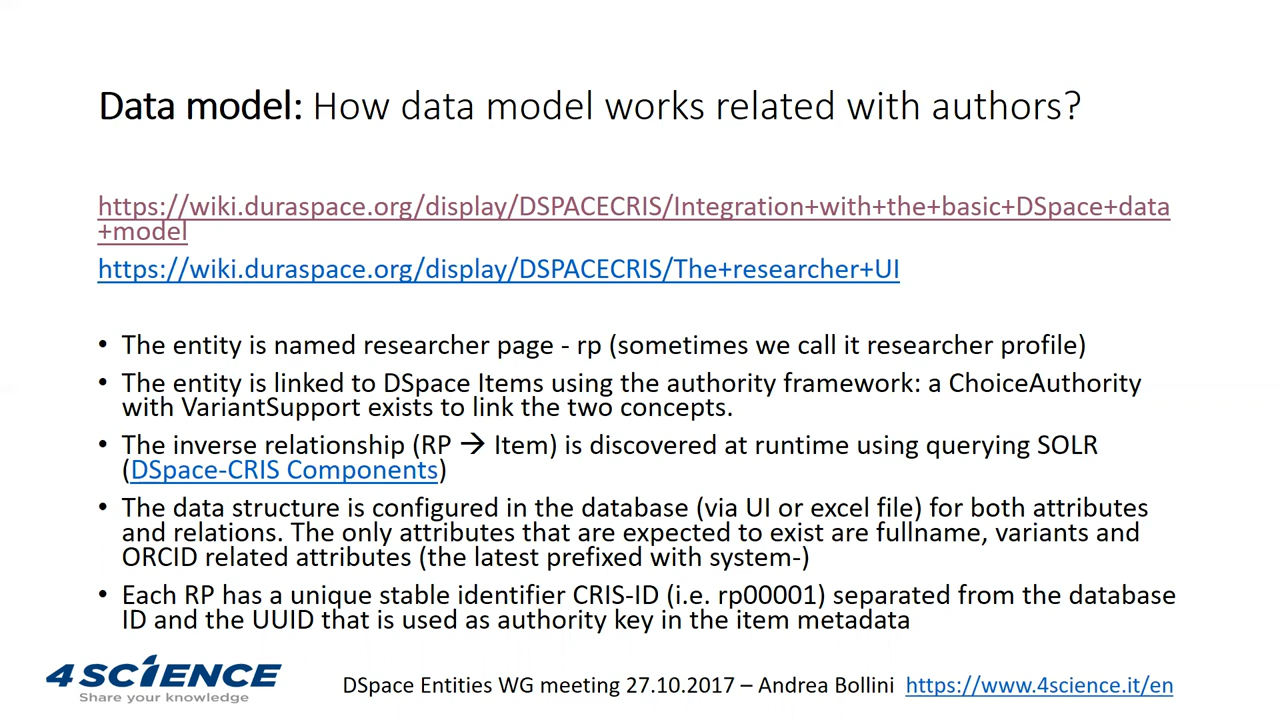 Data model: How data model works related with authors?
https://wiki.duraspace.org/display/DSPACECRIS/Integration+with+the+basic+DSpace+data
+model
https://wiki.duraspace.org/display/DSPACECRIS/The+researcher+UI
• The entity is named researcher page - rp (sometimes we call it researcher profile)
• The entity is linked to DSpace Items using the authority framework: a ChoiceAuthority
with VariantSupport exists to link the two concepts.
• The inverse relationship (RP → Item) is discovered at runtime using querying SOLR
(DSpace-CRIS Components)
• The data structure is configured in the database (via UI or excel file) for both attributes
and relations. The only attributes that are expected to exist are fullname, variants and
ORCID related attributes (the latest prefixed with system-)
• Each RP has a unique stable identifier CRIS-ID (i.e. rp00001) separated from the database
ID and the UUID that is used as authority key in the item metadata
4SCIENCE
Share your knowledge
DSpace Entities WG meeting 27.10.2017 – Andrea Bollini https://www.4science.it/en